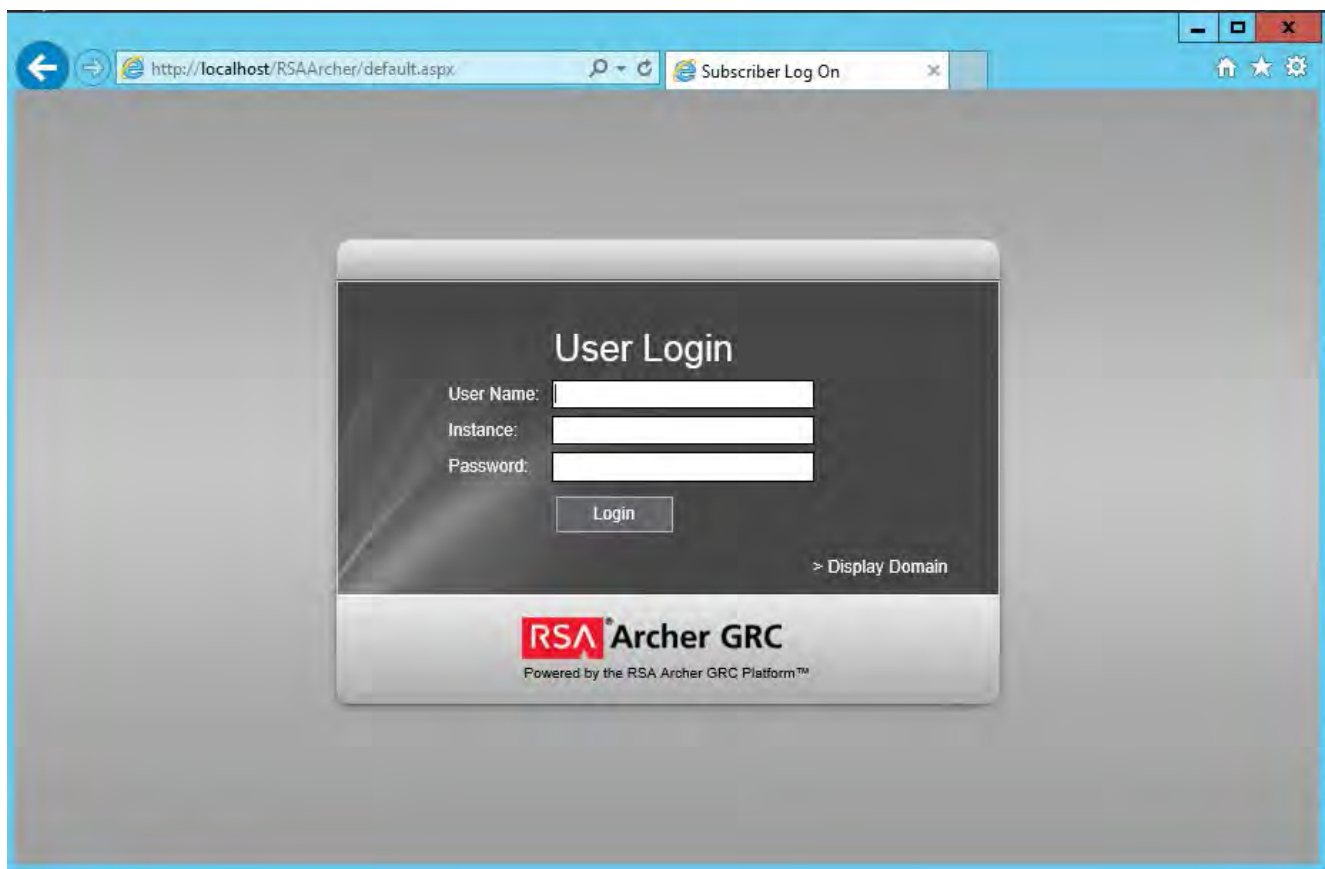 http://localhost/RSAArcher/default.aspx
Subscriber Log On
User Login
User Name:
Instance:
Password:
Login
> Display Domain
RSA® Archer GRC
Powered by the RSA Archer GRC Platform™